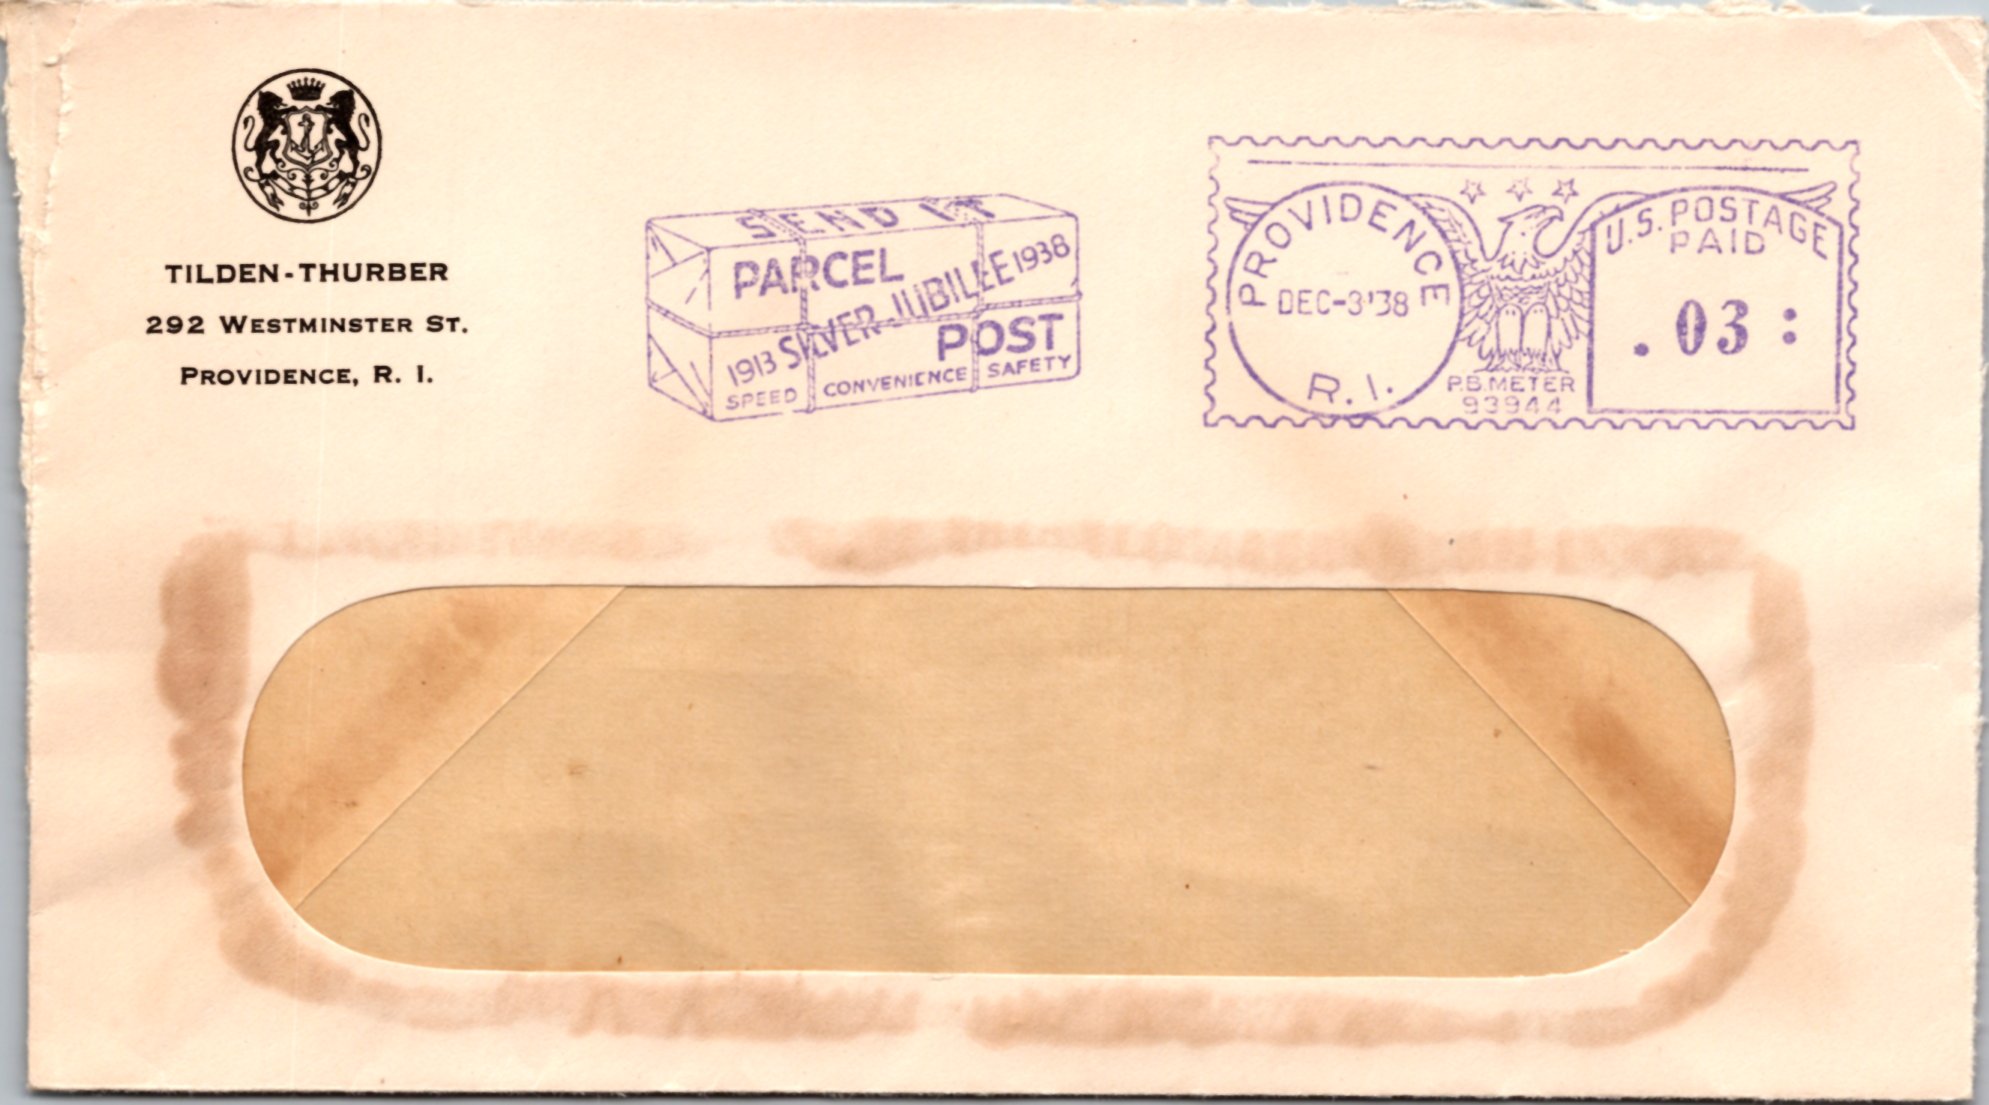 TILDEN-THURBER
292 WESTMINSTER ST.
PROVIDENCE, R. I.
SEND IT
PARCEL
1913 SILVER-JUBILEE 1938
POST
SPEED CONVENIENCE SAFETY
PROVIDENCE
DEC-3'38
R.I.
P.B. METER
93944
U.S. POSTAGE
PAID
.03: